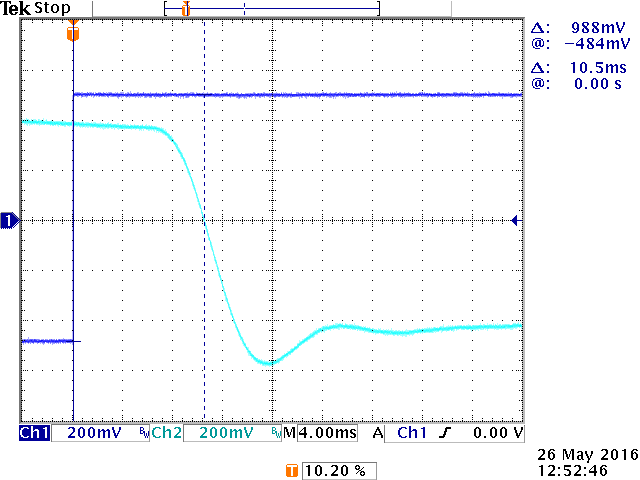 Tek Stop
T
T
Δ: 988mV
@: −484mV
Δ: 10.5ms
@: 0.00 s
1
Ch1 200mV BW Ch2 200mV BW M 4.00ms A Ch1 0.00 V
T 10.20 %
26 May 2016
12:52:46